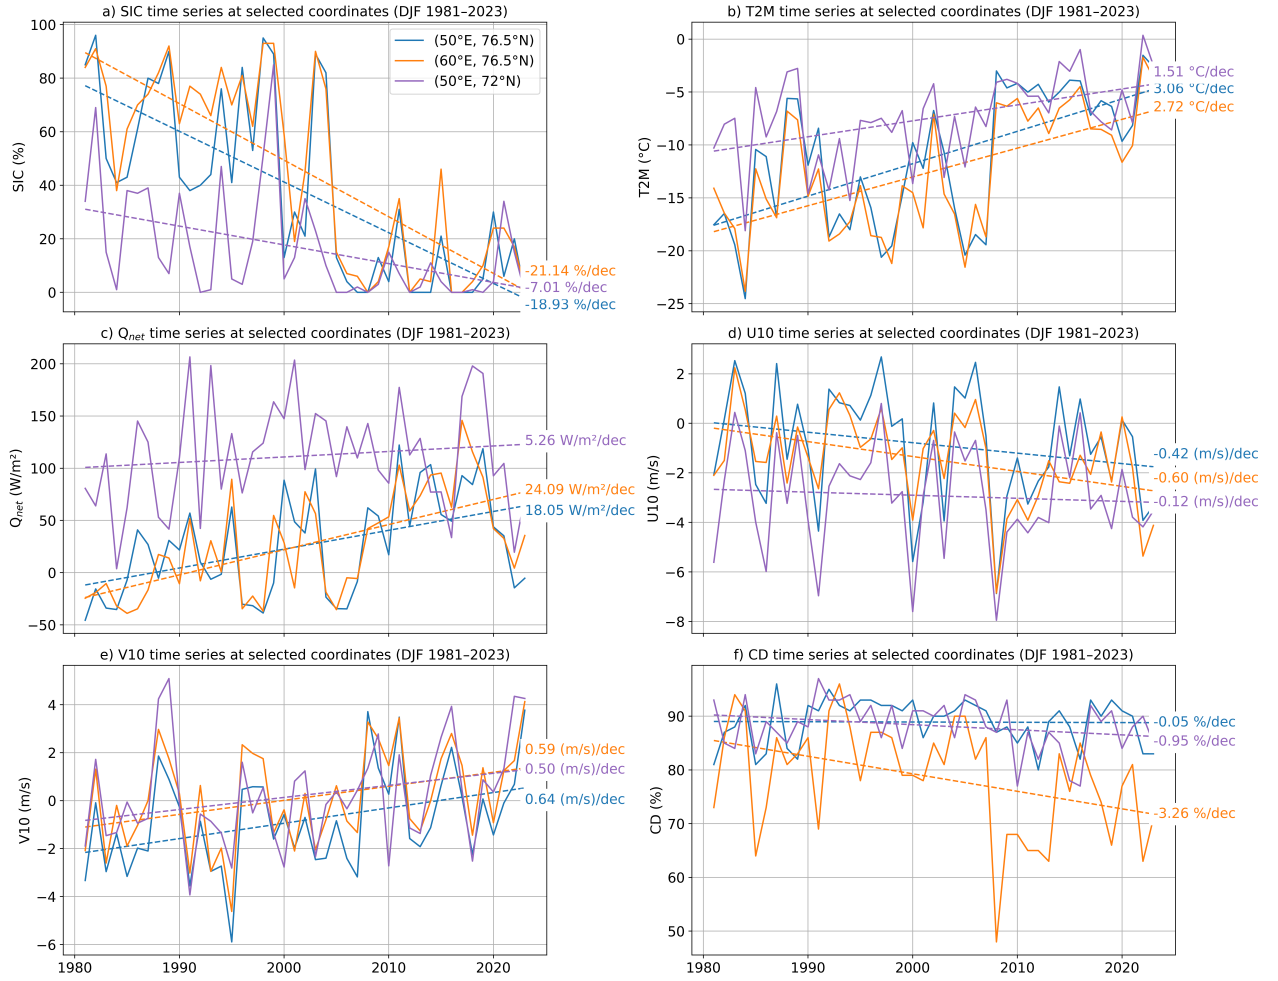 a) SIC time series at selected coordinates (DJF 1981–2023)
100
80
60
40
20
0
SIC (%)
(50°E, 76.5°N)
(60°E, 76.5°N)
(50°E, 72°N)
-21.14 %/dec
-7.01 %/dec
-18.93 %/dec
b) T2M time series at selected coordinates (DJF 1981–2023)
0
−5
−10
−15
−20
−25
T2M (°C)
1.51 °C/dec
3.06 °C/dec
2.72 °C/dec
c) Qnet time series at selected coordinates (DJF 1981–2023)
200
150
100
50
0
−50
Qnet (W/m²)
5.26 W/m²/dec
24.09 W/m²/dec
18.05 W/m²/dec
d) U10 time series at selected coordinates (DJF 1981–2023)
2
0
−2
−4
−6
−8
U10 (m/s)
-0.42 (m/s)/dec
-0.60 (m/s)/dec
-0.12 (m/s)/dec
e) V10 time series at selected coordinates (DJF 1981–2023)
4
2
0
−2
−4
−6
V10 (m/s)
0.59 (m/s)/dec
0.50 (m/s)/dec
0.64 (m/s)/dec
1980 1990 2000 2010 2020
f) CD time series at selected coordinates (DJF 1981–2023)
90
80
70
60
50
CD (%)
-0.05 %/dec
-0.95 %/dec
-3.26 %/dec
1980 1990 2000 2010 2020